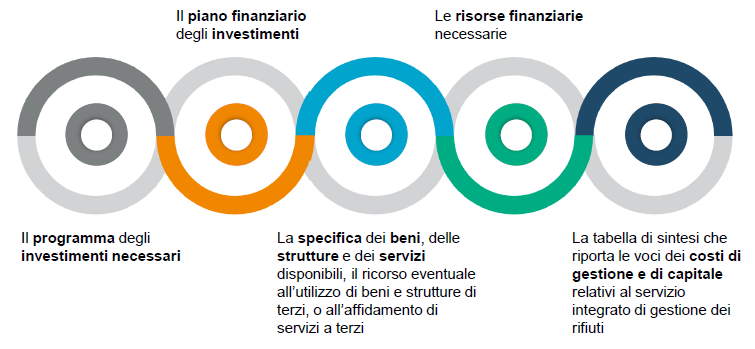 Il piano finanziario
degli investimenti
Le risorse finanziarie
necessarie
Il programma degli
investimenti necessari
La specifica dei beni, delle
strutture e dei servizi
disponibili, il ricorso eventuale
all'utilizzo di beni e strutture di
terzi, o all'affidamento di
servizi a terzi
La tabella di sintesi che
riporta le voci dei costi di
gestione e di capitale
relativi al servizio
integrato di gestione dei
rifiuti